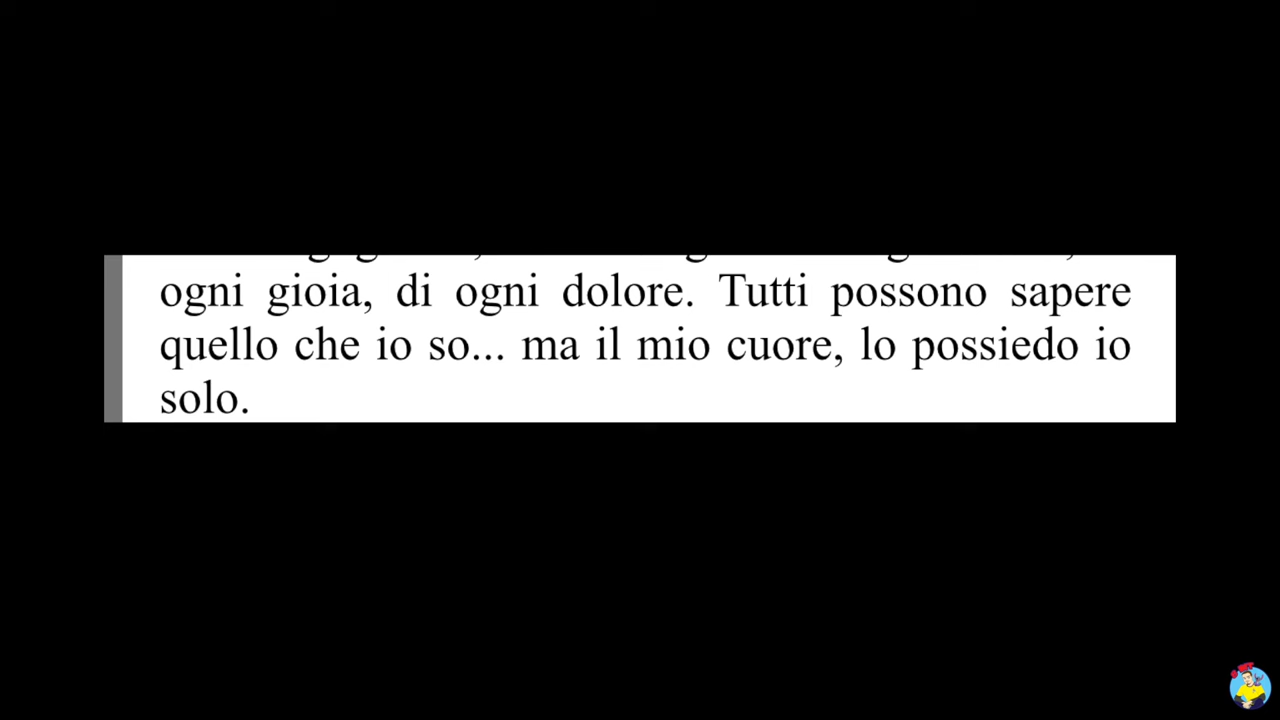 ogni gioia, di ogni dolore. Tutti possono sapere
quello che io so... ma il mio cuore, lo possiedo io
solo.